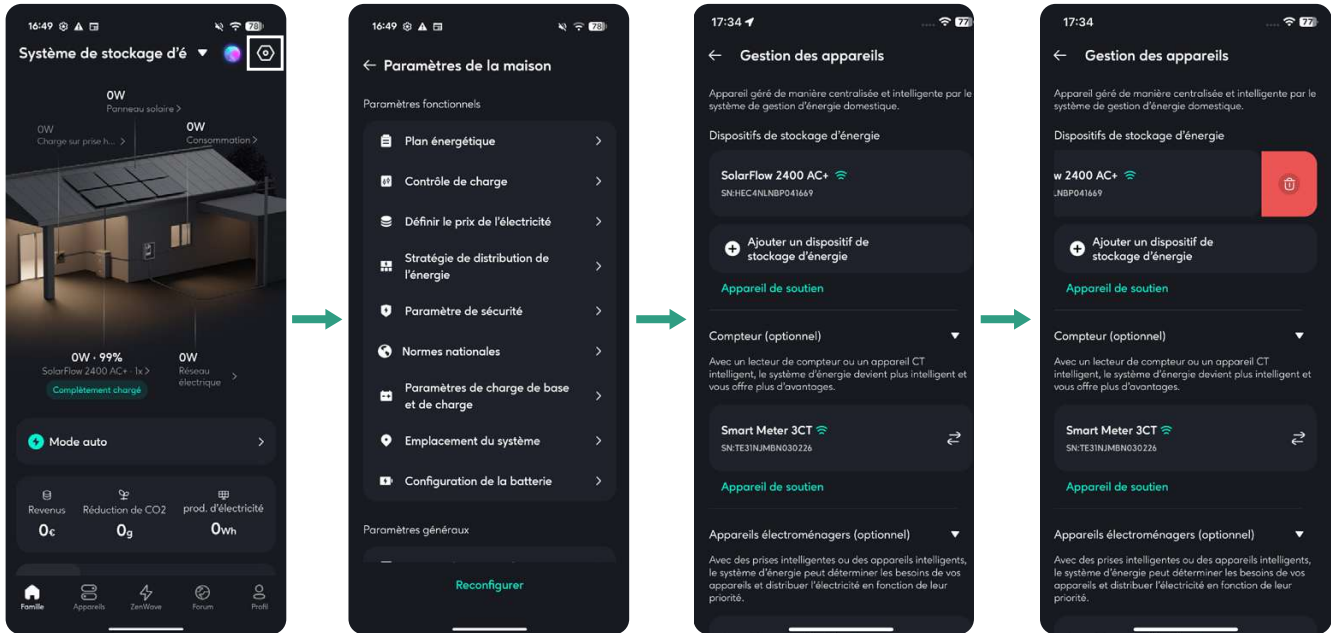 16:49 78
Système de stockage d'é
0W
Panneau solaire >
0W
Charge sur prise h... >
0W
Consommation >
0W · 99%
SolarFlow 2400 AC+ · 1x >
Complètement chargé
0W
Réseau
électrique >
Mode auto
Revenus
0€
Réduction de CO2
0g
prod. d'électricité
0Wh
Famille
Appareils
ZenWave
Forum
Profil
16:49 78
Paramètres de la maison
Paramètres fonctionnels
Plan énergétique
Contrôle de charge
Définir le prix de l'électricité
Stratégie de distribution de
l'énergie
Paramètre de sécurité
Normes nationales
Paramètres de charge de base
et de charge
Emplacement du système
Configuration de la batterie
Paramètres généraux
Reconfigurer
17:34 77
Gestion des appareils
Appareil géré de manière centralisée et intelligente par le
système de gestion d'énergie domestique.
Dispositifs de stockage d'énergie
SolarFlow 2400 AC+
SN:HEC4NLNBP041669
Ajouter un dispositif de
stockage d'énergie
Appareil de soutien
Compteur (optionnel)
Avec un lecteur de compteur ou un appareil CT
intelligent, le système d'énergie devient plus intelligent et
vous offre plus d'avantages.
Smart Meter 3CT
SN:TE31NJMBN030226
Appareil de soutien
Appareils électroménagers (optionnel)
Avec des prises intelligentes ou des appareils intelligents,
le système d'énergie peut déterminer les besoins de vos
appareils et distribuer l'électricité en fonction de leur
priorité.
17:34 77
Gestion des appareils
Appareil géré de manière centralisée et intelligente par le
système de gestion d'énergie domestique.
Dispositifs de stockage d'énergie
w 2400 AC+
.NBP041669
Ajouter un dispositif de
stockage d'énergie
Appareil de soutien
Compteur (optionnel)
Avec un lecteur de compteur ou un appareil CT
intelligent, le système d'énergie devient plus intelligent et
vous offre plus d'avantages.
Smart Meter 3CT
SN:TE31NJMBN030226
Appareil de soutien
Appareils électroménagers (optionnel)
Avec des prises intelligentes ou des appareils intelligents,
le système d'énergie peut déterminer les besoins de vos
appareils et distribuer l'électricité en fonction de leur
priorité.